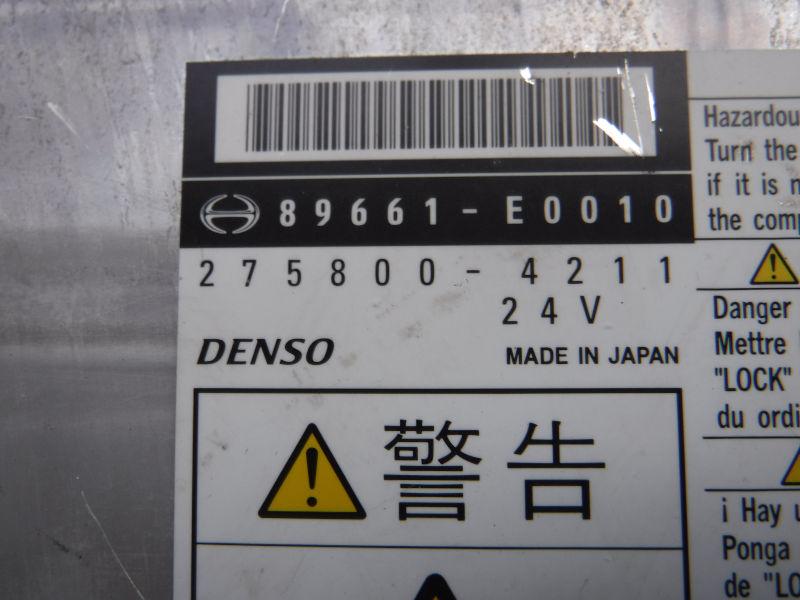 89661-E0010
275800-4211
24V
DENSO
MADE IN JAPAN
警告
Hazardou
Turn the
if it is
the comp
Danger
Mettre
"LOCK"
du ordi
¡ Hay
Ponga
de "LO